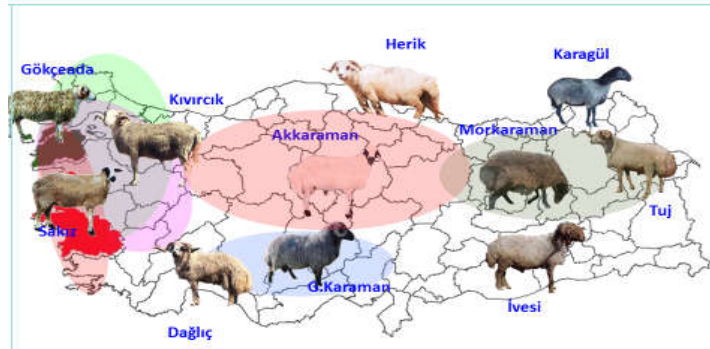 Herik
Karagül
Gökçeada
Kıvırcık
Akkaraman
Morkaraman
Sakız
Tuj
G.Karaman
İvesi
Dağlıç